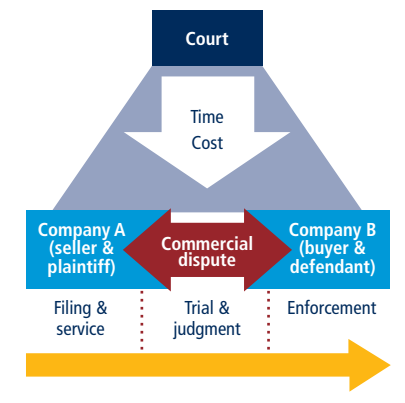 Court
Time
Cost
Company A
(seller &
plaintiff)
Commercial
dispute
Company B
(buyer &
defendant)
Filing &
service
Trial &
judgment
Enforcement